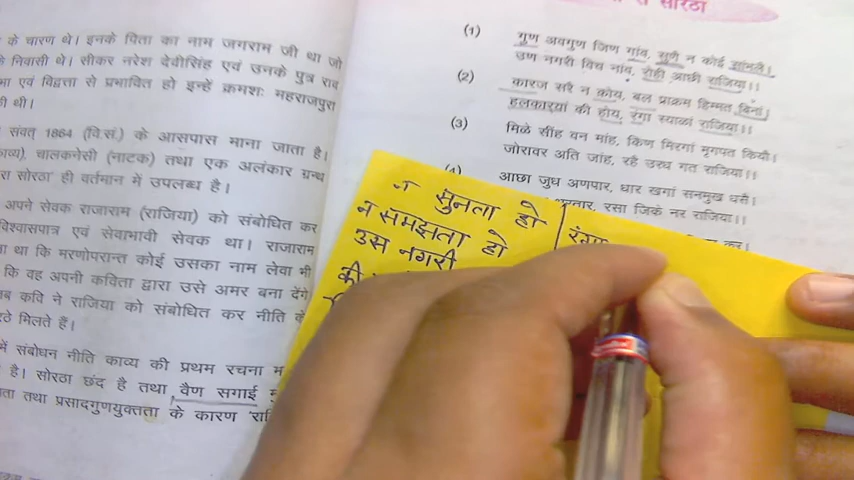 के चारण थे। इनके पिता का नाम जगराम जी था जो
निवासी थे। सीकर नरेश देवीसिंह एवं उनके पुत्र राव
एवं विद्वत्ता से प्रभावित हो इन्हें क्रमशः महाराजपुरा
की थी।
संवत् 1884 (वि.सं.) के आसपास माना जाता है।
चालकनेसी (नाटक) तथा एक अलंकार ग्रन्थ
सोरठा' ही वर्तमान में उपलब्ध है।
अपने सेवक राजाराम (राजिया) को संबोधित कर
विश्वासपात्र एवं सेवाभावी सेवक था। राजाराम
था कि मरणोपरान्त कोई उसका नाम लेवा भी
कि वह अपनी कविता द्वारा उसे अमर बना देंगे
कवि ने राजिया को संबोधित कर नीति के
मिलते हैं।
में संबोधन नीति काव्य की प्रथम रचना
है। सोरठा छंद है तथा वैण सगाई
तथा प्रसादगुणयुक्तता के कारण
सोरठा
(1) गुण अवगुण जिण गांव, सुणै न कोई सांभलै।
उण नगरी विच नांव, रोही आछी राजिया।।
(2) कारज सरै न कोय, बल प्राक्रम हिम्मत बिना।
हलकार्‌यां की होय, रंगा स्याळां राजिया।।
(3) मिळे सींह वन मांह, किण मिरगां मृगपत कियौ।
जोरावर अति जांह, रहै उरध गत राजिया।।
(4) आछा जुध अणपार, धार खगां सनमुख धसै।
रसा जिकै नर राजिया।।
न सुनता हो
न समझता हो
उस नगरी
की
रंगा